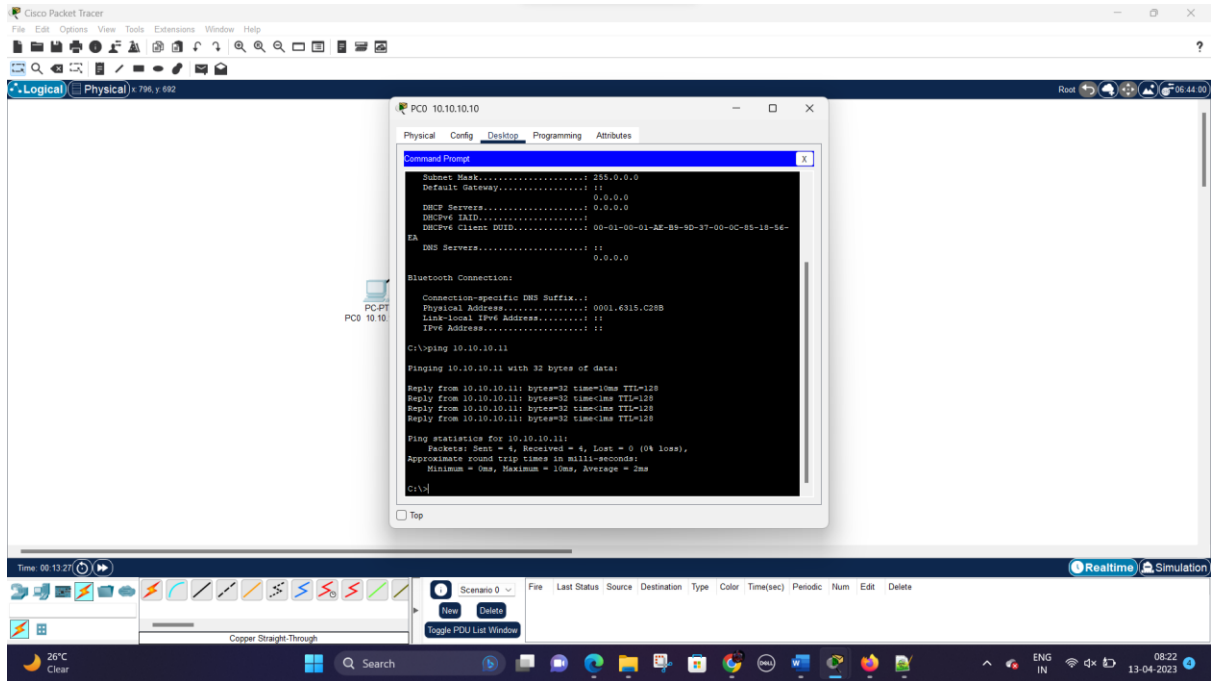 Cisco Packet Tracer
File Edit Options View Tools Extensions Window Help
?
Logical Physical x: 796, y: 692
Root 06:44:00
PC0 10.10.10.10
Physical Config Desktop Programming Attributes
Command Prompt
X
Subnet Mask.....................: 255.0.0.0
Default Gateway.................: ::
0.0.0.0
DHCP Servers....................: 0.0.0.0
DHCPv6 IAID.....................:
DHCPv6 Client DUID..............: 00-01-00-01-AE-B9-9D-37-00-0C-85-18-56-
EA
DNS Servers.....................: ::
0.0.0.0
Bluetooth Connection:
Connection-specific DNS Suffix..:
Physical Address................: 0001.6315.C28B
Link-local IPv6 Address.........: ::
IPv6 Address....................: ::
C:\>ping 10.10.10.11
Pinging 10.10.10.11 with 32 bytes of data:
Reply from 10.10.10.11: bytes=32 time=10ms TTL=128
Reply from 10.10.10.11: bytes=32 time<1ms TTL=128
Reply from 10.10.10.11: bytes=32 time<1ms TTL=128
Reply from 10.10.10.11: bytes=32 time<1ms TTL=128
Ping statistics for 10.10.10.11:
Packets: Sent = 4, Received = 4, Lost = 0 (0% loss),
Approximate round trip times in milli-seconds:
Minimum = 0ms, Maximum = 10ms, Average = 2ms
C:\>
Top
PC-PT
PC0 10.10.
Time: 00:13:27
Realtime Simulation
Scenario 0
New Delete
Toggle PDU List Window
Fire Last Status Source Destination Type Color Time(sec) Periodic Num Edit Delete
Copper Straight-Through
26°C
Clear
Search
DELL
ENG
IN
08:22
13-04-2023
4